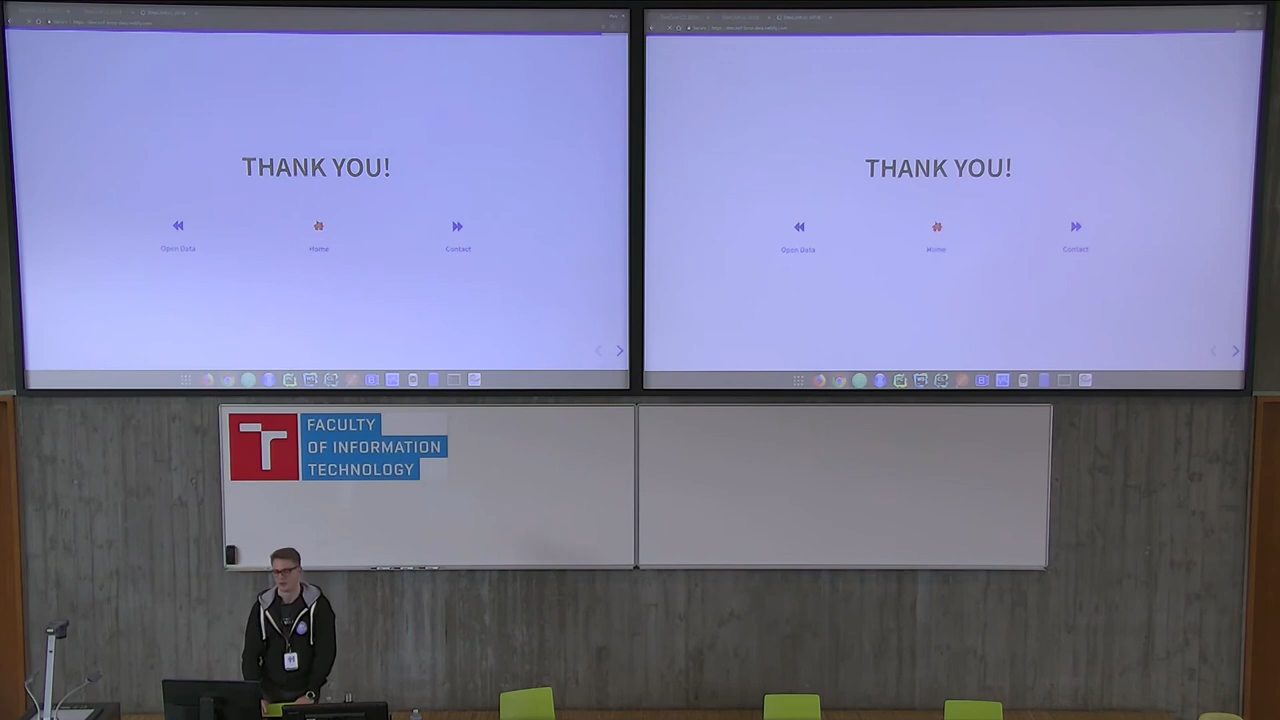 THANK YOU!
Open Data
Home
Contact
THANK YOU!
Open Data
Home
Contact
FACULTY
OF INFORMATION
TECHNOLOGY